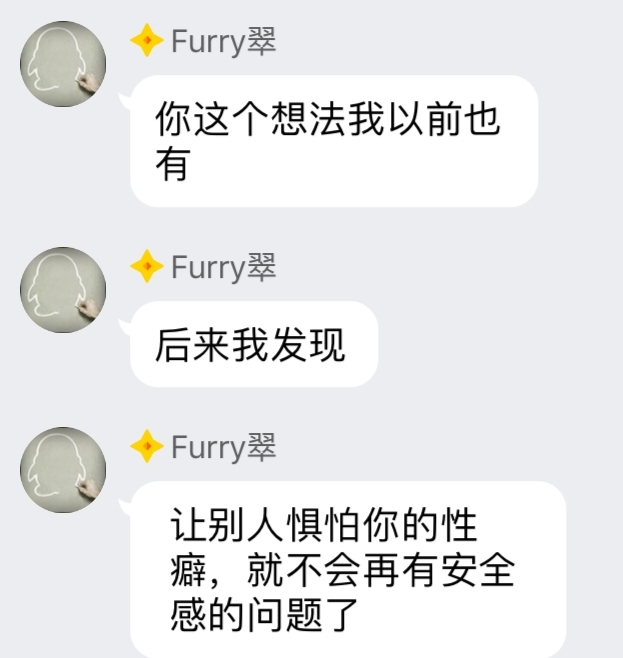 Furry翠
你这个想法我以前也
有
Furry翠
后来我发现
Furry翠
让别人惧怕你的性
癖，就不会再有安全
感的问题了